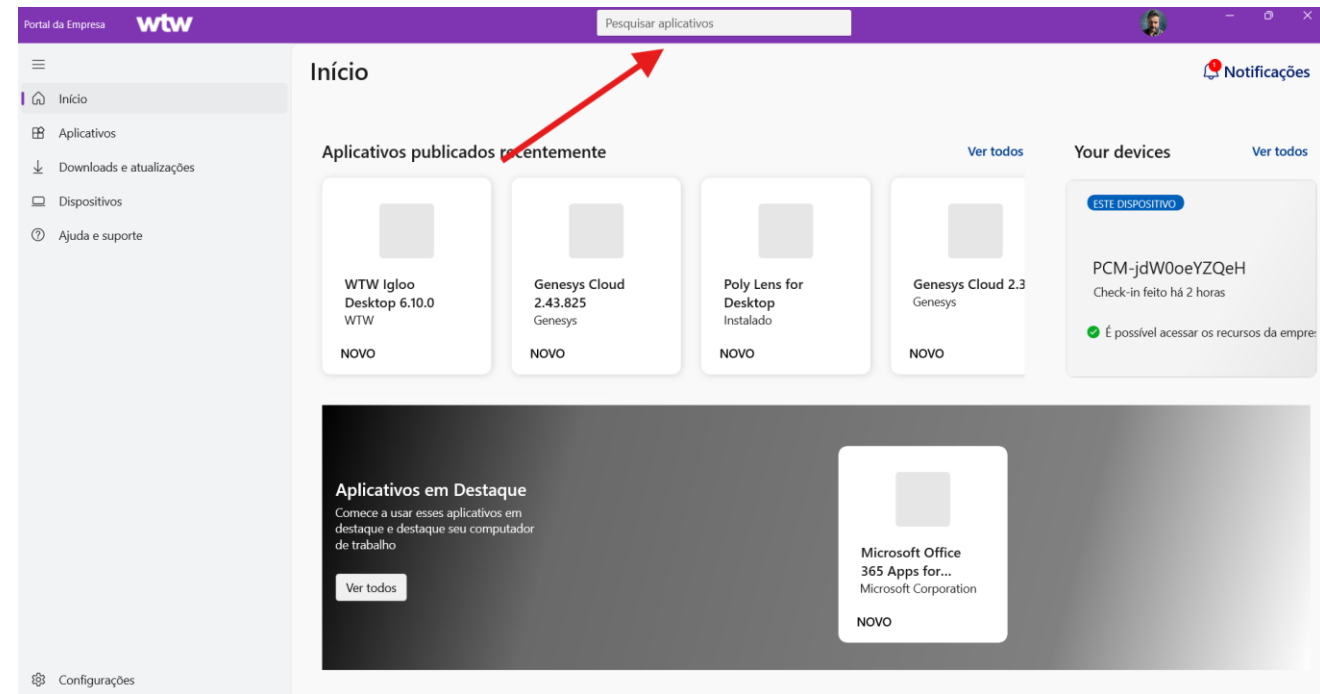 Portal da Empresa
wtw
Pesquisar aplicativos
Início
Aplicativos
Downloads e atualizações
Dispositivos
Ajuda e suporte
Configurações
Início
1
Notificações
Aplicativos publicados recentemente
Ver todos
WTW Igloo
Desktop 6.10.0
WTW
NOVO
Genesys Cloud
2.43.825
Genesys
NOVO
Poly Lens for
Desktop
Instalado
NOVO
Genesys Cloud 2.3
Genesys
NOVO
Your devices
Ver todos
ESTE DISPOSITIVO
PCM-jdW0oeYZQeH
Check-in feito há 2 horas
É possível acessar os recursos da empre
Aplicativos em Destaque
Comece a usar esses aplicativos em
destaque e destaque seu computador
de trabalho
Ver todos
Microsoft Office
365 Apps for...
Microsoft Corporation
NOVO